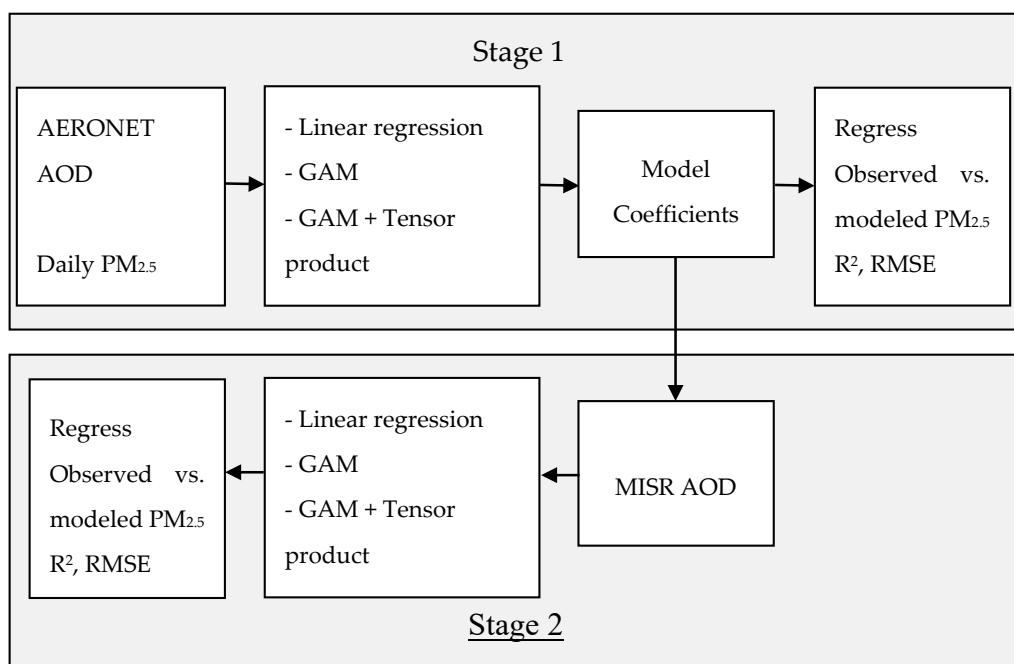 Stage 1
AERONET
AOD
Daily PM2.5
- Linear regression
- GAM
- GAM + Tensor
product
Model
Coefficients
Regress
Observed vs.
modeled PM2.5
R², RMSE
Regress
Observed vs.
modeled PM2.5
R², RMSE
- Linear regression
- GAM
- GAM + Tensor
product
MISR AOD
Stage 2